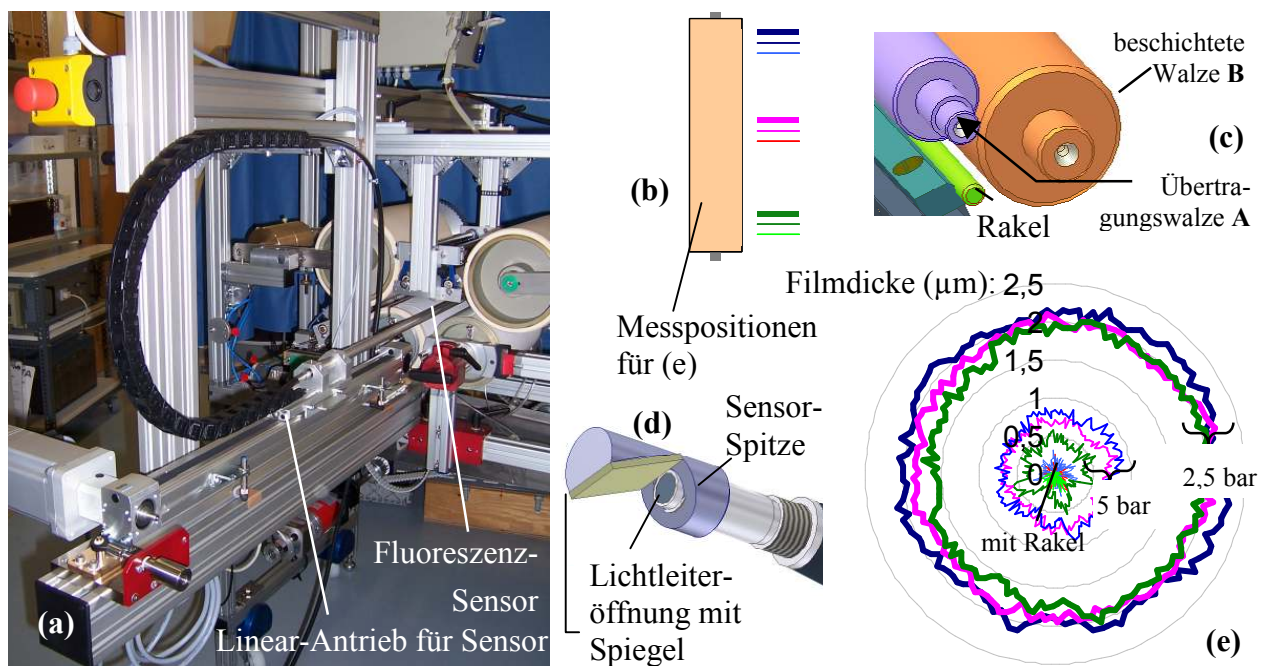 (a)
Fluoreszenz-
Sensor
Linear-Antrieb für Sensor
(b)
Messpositionen
für (e)
beschichtete
Walze B
(c)
Übertra-
gungswalze A
Rakel
(d)
Sensor-
Spitze
Lichtleiter-
öffnung mit
Spiegel
Filmdicke (µm): 2,5
2
1,5
1
0,5
0
5 bar
2,5 bar
mit Rakel
(e)